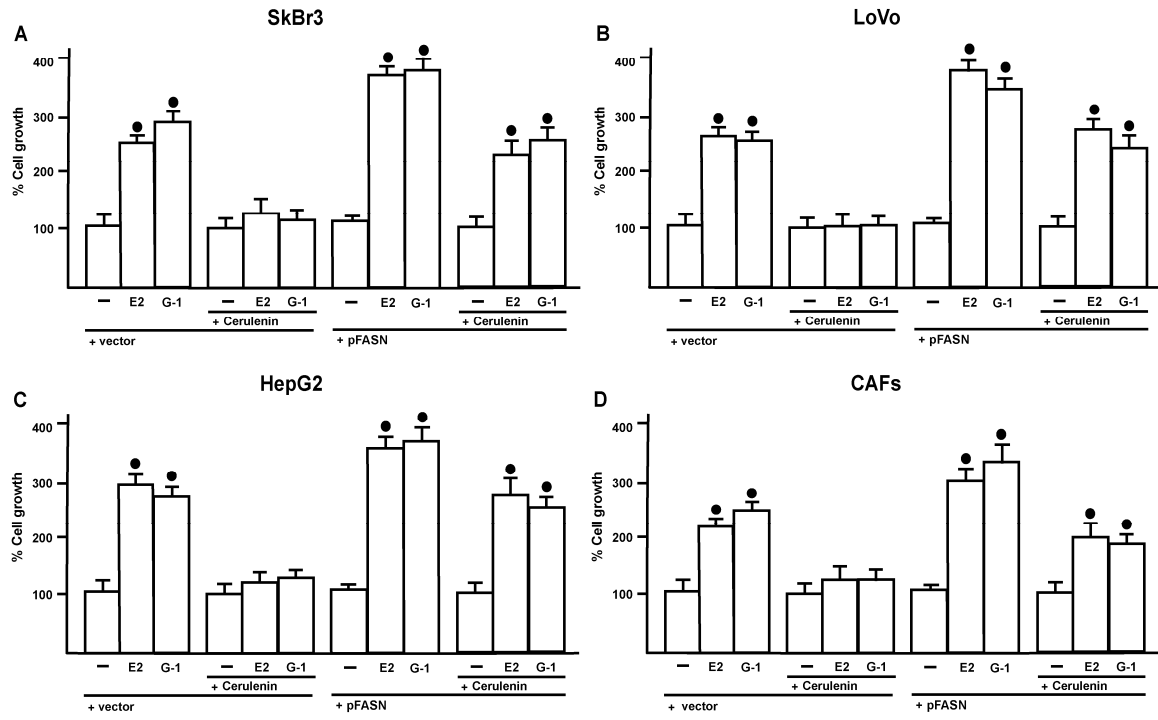 SkBr3
A
% Cell growth
400
300
200
100
– E2 G-1 – E2 G-1 – E2 G-1 – E2 G-1
+ Cerulenin + Cerulenin
+ vector + pFASN
LoVo
B
% Cell growth
400
300
200
100
– E2 G-1 – E2 G-1 – E2 G-1 – E2 G-1
+ Cerulenin + Cerulenin
+ vector + pFASN
HepG2
C
% Cell growth
400
300
200
100
– E2 G-1 – E2 G-1 – E2 G-1 – E2 G-1
+ Cerulenin + Cerulenin
+ vector + pFASN
CAFs
D
% Cell growth
400
300
200
100
– E2 G-1 – E2 G-1 – E2 G-1 – E2 G-1
+ Cerulenin + Cerulenin
+ vector + pFASN